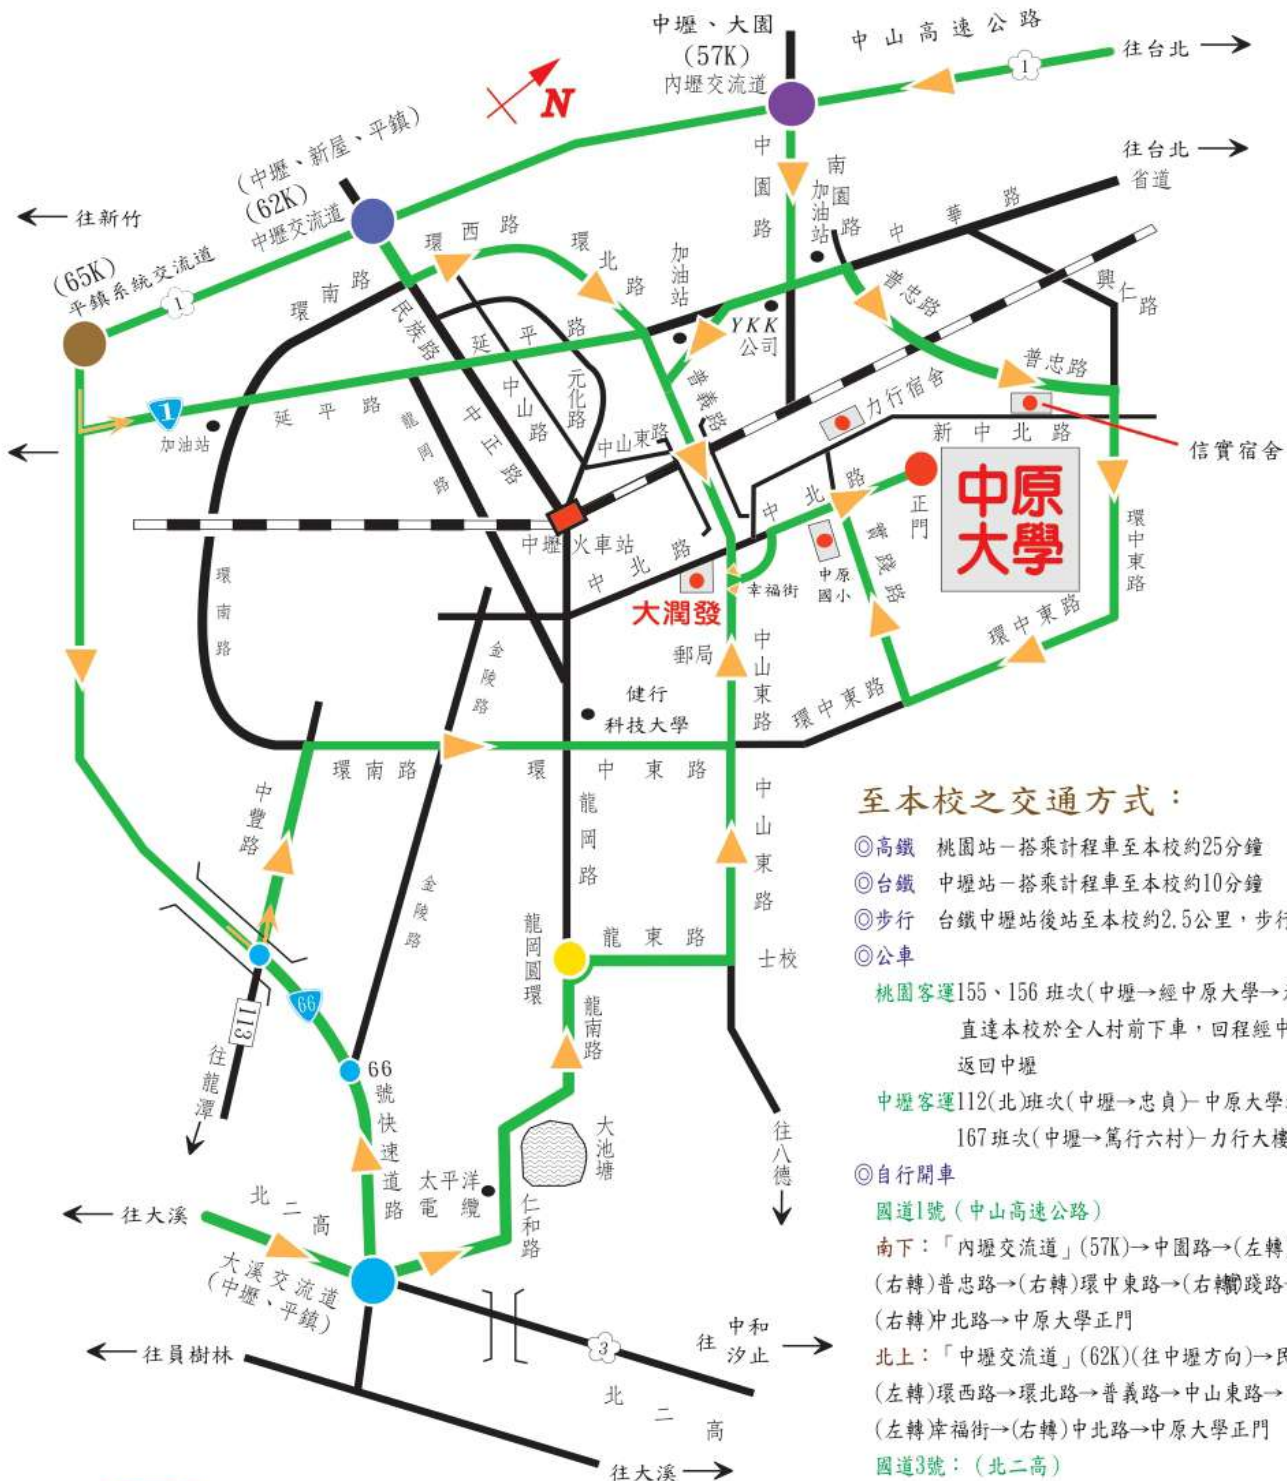 中壢、大園
(57K)
內壢交流道
中山高速公路
1
往台北
N
(中壢、新屋、平鎮)
(62K)
中壢交流道
往新竹
(65K)
平鎮系統交流道
1
往台北
省道
中園路
南園路
加油站
中華路
環西路
環北路
加油站
環南路
民族路
延平路
YKK
公司
普忠路
興仁路
普忠路
1
加油站
延平路
龍岡路
中正路
中山路
元化路
中山東路
普義路
力行宿舍
新中北路
信實宿舍
中原
大學
正門
中北路
中壢火車站
中北路
環南路
大潤發
幸福街
中原
國小
實踐路
環中東路
環中東路
金陵路
郵局
中山東路
健行
科技大學
環中東路
環南路
環中東路
中豐路
龍岡路
中山東路
金陵路
龍岡圓環
龍東路
士校
66
113
往龍潭
66號快速道路
龍南路
大池塘
往八德
太平洋
電纜
仁和路
往大溪
北二高
大溪交流道
(中壢、平鎮)
往員樹林
3
往中和
汐止
北二高
往大溪
至本校之交通方式：
◎高鐵 桃園站－搭乘計程車至本校約25分鐘
◎台鐵 中壢站－搭乘計程車至本校約10分鐘
◎步行 台鐵中壢站後站至本校約2.5公里，步行
◎公車
桃園客運155、156 班次(中壢→經中原大學→
直達本校於全人村前下車，回程經中
返回中壢
中壢客運112(北)班次(中壢→忠貞)－中原大學
167班次(中壢→篤行六村)－力行大樓
◎自行開車
國道1號（中山高速公路）
南下：「內壢交流道」(57K)→中園路→(左轉
(右轉)普忠路→(右轉)環中東路→(右轉實踐路
(右轉)中北路→中原大學正門
北上：「中壢交流道」(62K)(往中壢方向)→民
(左轉)環西路→環北路→普義路→中山東路→
(左轉)幸福街→(右轉)中北路→中原大學正門
國道3號：（北二高）